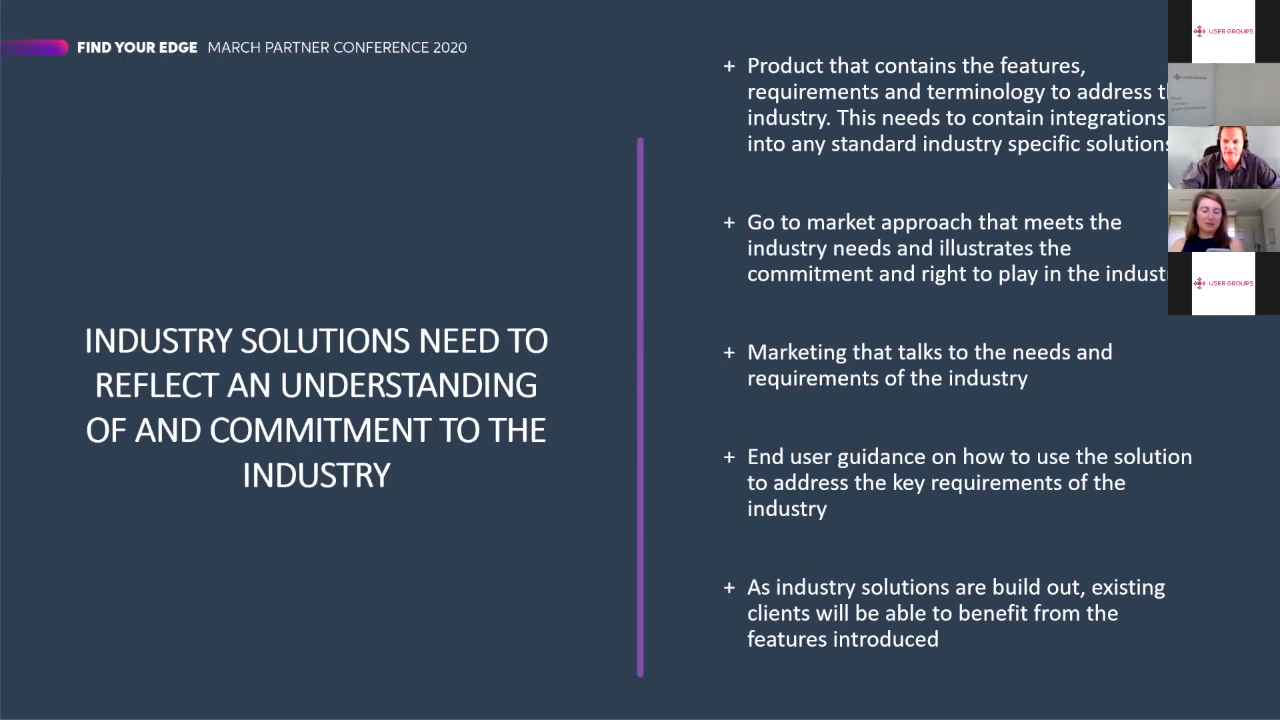 FIND YOUR EDGE MARCH PARTNER CONFERENCE 2020
INDUSTRY SOLUTIONS NEED TO
REFLECT AN UNDERSTANDING
OF AND COMMITMENT TO THE
INDUSTRY
+ Product that contains the features,
requirements and terminology to address
industry. This needs to contain integrations
into any standard industry specific solutions
+ Go to market approach that meets the
industry needs and illustrates the
commitment and right to play in the indust
+ Marketing that talks to the needs and
requirements of the industry
+ End user guidance on how to use the solution
to address the key requirements of the
industry
+ As industry solutions are build out, existing
clients will be able to benefit from the
features introduced
USER GROUPS
USER GROUPS